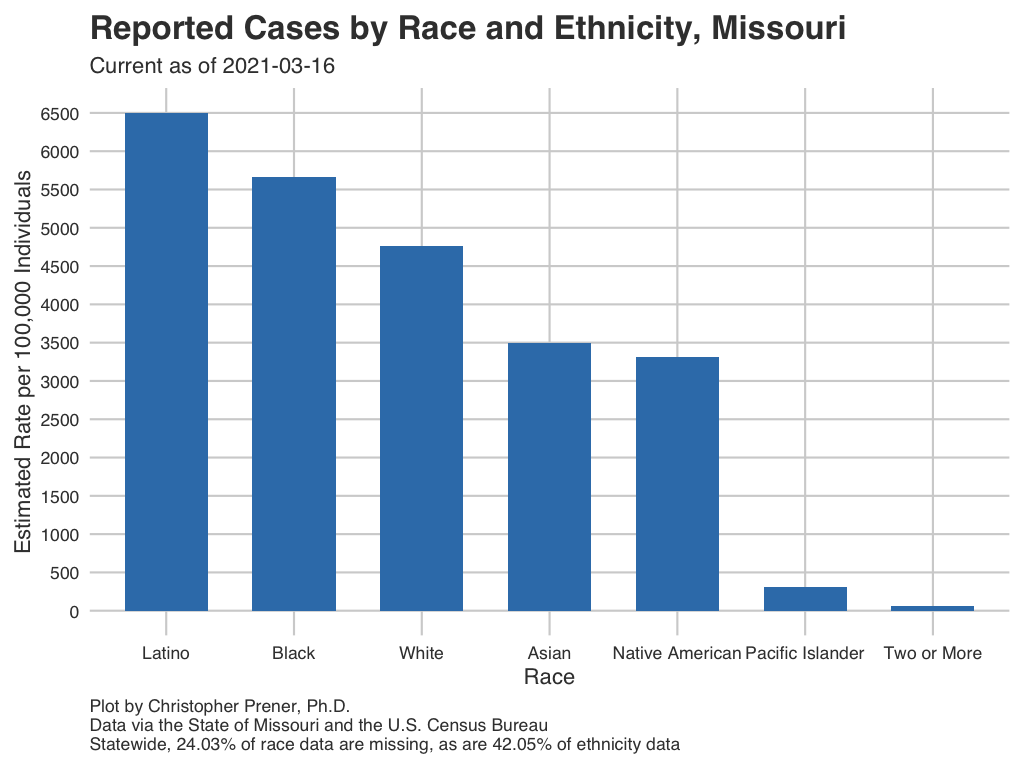 Reported Cases by Race and Ethnicity, Missouri
Current as of 2021-03-16
Estimated Rate per 100,000 Individuals
6500
6000
5500
5000
4500
4000
3500
3000
2500
2000
1500
1000
500
0
Latino Black White Asian Native American Pacific Islander Two or More
Race
Plot by Christopher Prener, Ph.D.
Data via the State of Missouri and the U.S. Census Bureau
Statewide, 24.03% of race data are missing, as are 42.05% of ethnicity data